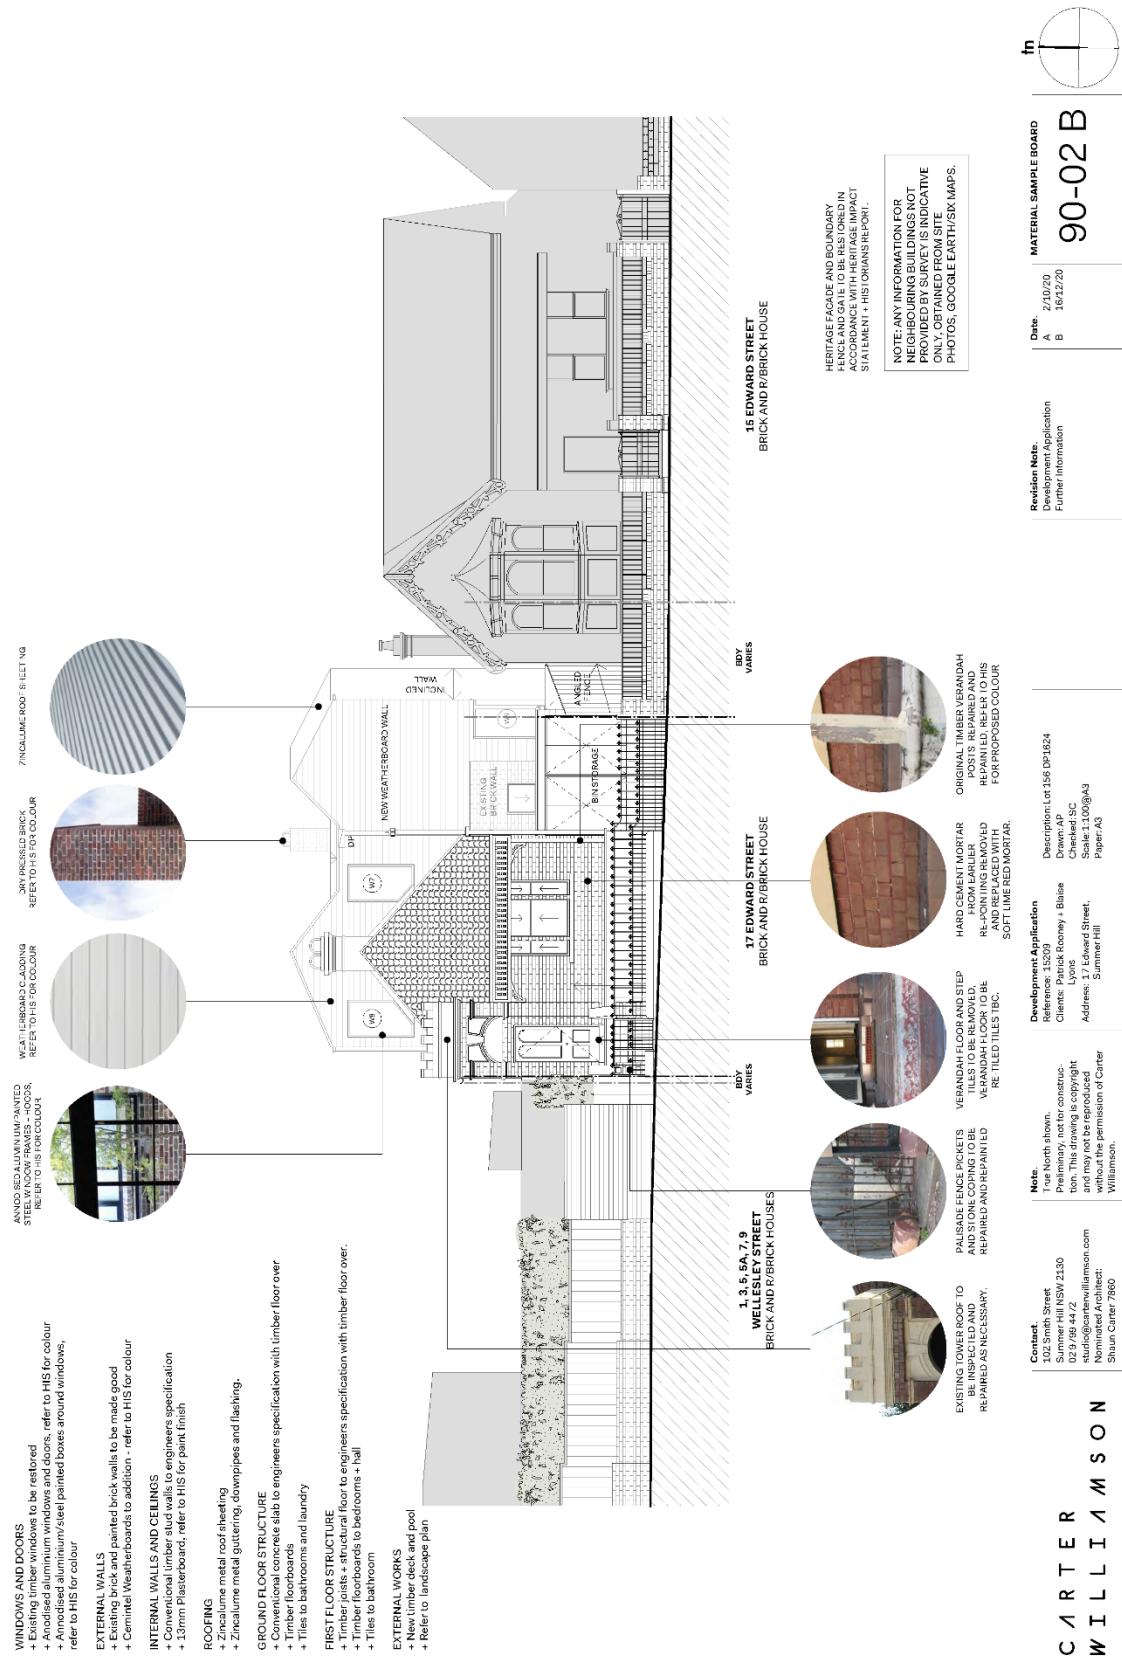 WINDOWS AND DOORS
+ Existing timber windows to be restored
+ Anodised aluminium windows and doors, refer to HIS for colour
+ Annodised aluminium/steel painted boxes around windows,
refer to HIS for colour
EXTERNAL WALLS
+ Existing brick and painted brick walls to be made good
+ Cemintel Weatherboards to addition - refer to HIS for colour
INTERNAL WALLS AND CEILINGS
+ Conventional timber stud walls to engineers specification
+ 13mm Plasterboard, refer to HIS for paint finish
ROOFING
+ Zincalume metal roof sheeting
+ Zincalume metal guttering, downpipes and flashing.
GROUND FLOOR STRUCTURE
+ Conventional concrete slab to engineers specification with timber floor over
+ Timber floorboards
+ Tiles to bathrooms and laundry
FIRST FLOOR STRUCTURE
+ Timber joists + structural floor to engineers specification with timber floor over.
+ Timber floorboards to bedrooms + hall
+ Tiles to bathroom
EXTERNAL WORKS
+ New timber deck and pool
+ Refer to landscape plan
ANNODISED ALUMINIUM/PAINTED
STEEL WINDOW FRAMES + HOODS,
REFER TO HIS FOR COLOUR
WEATHERBOARD CLADDING
REFER TO HIS FOR COLOUR
DRY PRESSED BRICK
REFER TO HIS FOR COLOUR
ZINCALUME ROOF SHEETING
W8
W7
DP
NEW WEATHERBOARD WALL
INCLINED
WALL
EXISTING
BRICK WALL
BIN STORAGE
ANGLED
FENCE
BDY
VARIES
BDY
VARIES
1, 3, 5, 5A, 7, 9
WELLESLEY STREET
BRICK AND R/BRICK HOUSES
17 EDWARD STREET
BRICK AND R/BRICK HOUSE
15 EDWARD STREET
BRICK AND R/BRICK HOUSE
EXISTING TOWER ROOF TO
BE INSPECTED AND
REPAIRED AS NECESSARY.
PALISADE FENCE PICKETS
AND STONE COPING TO BE
REPAIRED AND REPAINTED
VERANDAH FLOOR AND STEP
TILES TO BE REMOVED,
VERANDAH FLOOR TO BE
RE-TILED TILES TBC.
HARD CEMENT MORTAR
FROM EARLIER
RE-POINTING REMOVED
AND REPLACED WITH
SOFT LIME RED MORTAR.
ORIGINAL TIMBER VERANDAH
POSTS REPAIRED AND
REPAINTED, REFER TO HIS
FOR PROPOSED COLOUR
HERITAGE FACADE AND BOUNDARY
FENCE AND GATE TO BE RESTORED IN
ACCORDANCE WITH HERITAGE IMPACT
STATEMENT + HISTORIANS REPORT.
NOTE: ANY INFORMATION FOR
NEIGHBOURING BUILDINGS NOT
PROVIDED BY SURVEY IS INDICATIVE
ONLY, OBTAINED FROM SITE
PHOTOS, GOOGLE EARTH/SIX MAPS.
CARTER
WILLIAMSON
Contact.
102 Smith Street
Summer Hill NSW 2130
02 9799 4472
studio@carterwilliamson.com
Nominated Architect:
Shaun Carter 7860
Note.
True North shown.
Preliminary, not for construc-
tion. This drawing is copyright
and may not be reproduced
without the permission of Carter
Williamson.
Development Application
Reference: 15209
Clients: Patrick Rooney + Blaise
Lyons
Address: 17 Edward Street,
Summer Hill
Description: Lot 156 DP1624
Drawn: AP
Checked: SC
Scale: 1:100@A3
Paper: A3
Revision Note.
Development Application
Further Information
Date.
A 2/10/20
B 16/12/20
MATERIAL SAMPLE BOARD
90-02 B
tn